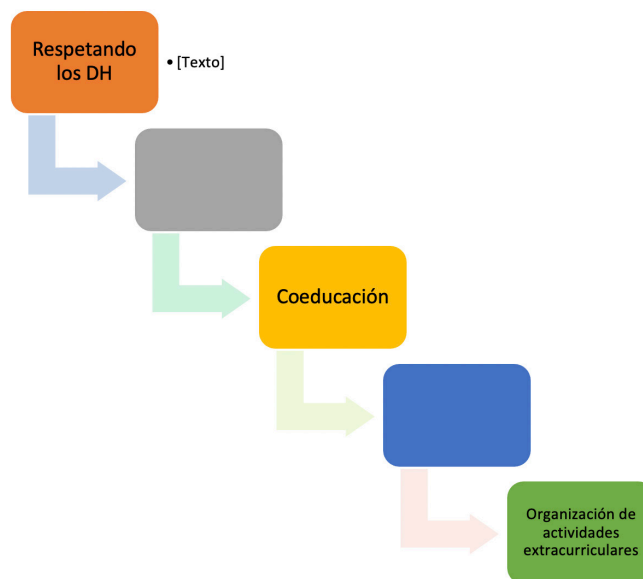 Respetando
los DH
• [Texto]
Coeducación
Organización de
actividades
extracurriculares